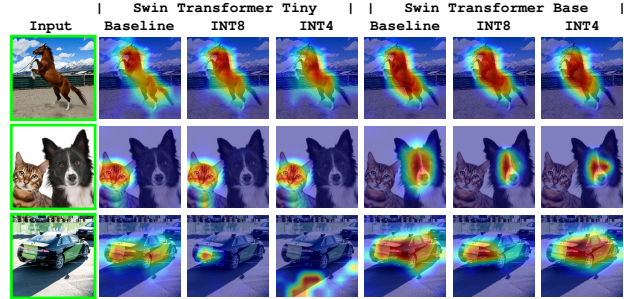 | Swin Transformer Tiny | | Swin Transformer Base |
Input Baseline INT8 INT4 Baseline INT8 INT4